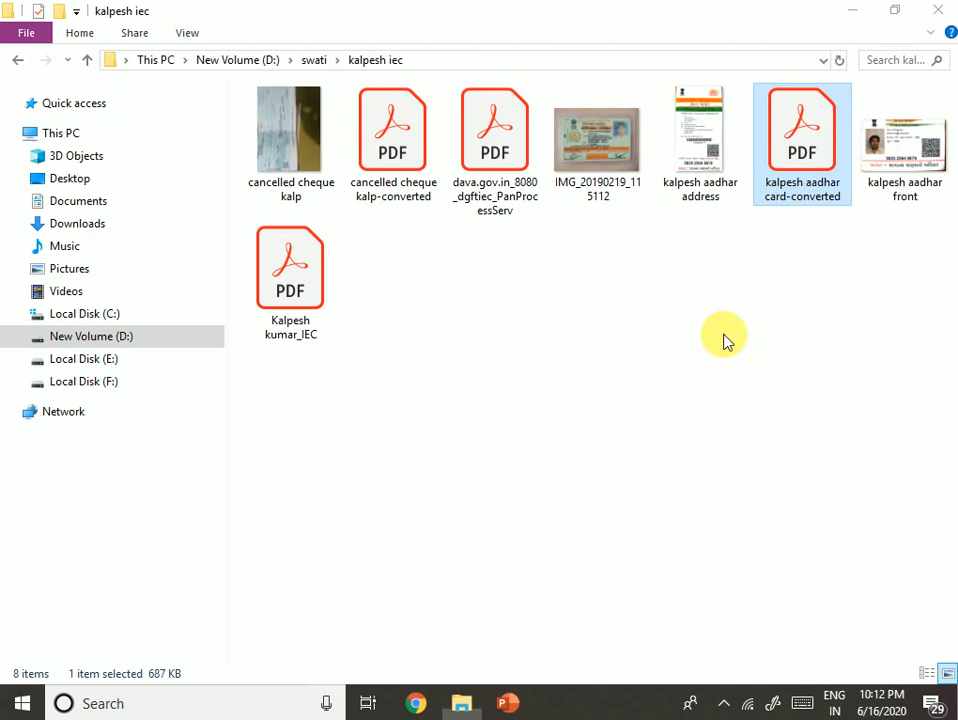 kalpesh iec
File Home Share View
This PC New Volume (D:) swati kalpesh iec
Search kal...
Quick access
This PC
3D Objects
Desktop
Documents
Downloads
Music
Pictures
Videos
Local Disk (C:)
New Volume (D:)
Local Disk (E:)
Local Disk (F:)
Network
PDF PDF PDF
cancelled cheque
kalp
cancelled cheque
kalp-converted
dava.gov.in_8080
_dgftiec_PanProc
essServ
IMG_20190219_11
5112
kalpesh aadhar
address
kalpesh aadhar
card-converted
kalpesh aadhar
front
PDF
Kalpesh
kumar_IEC
8 items 1 item selected 687 KB
Search
ENG
IN
10:12 PM
6/16/2020
29